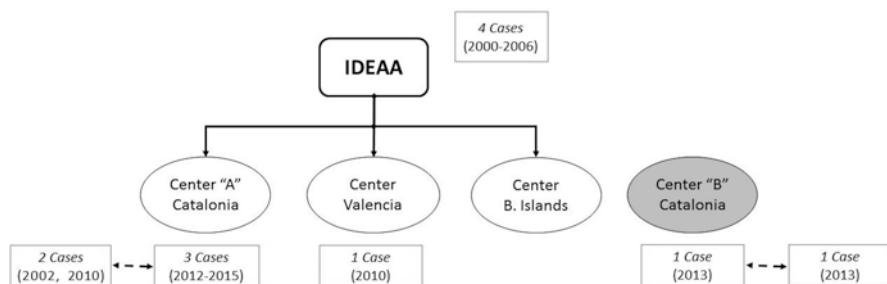 4 Cases
(2000-2006)
IDEAA
Center "A"
Catalonia
Center
Valencia
Center
B. Islands
Center "B"
Catalonia
2 Cases
(2002, 2010)
3 Cases
(2012-2015)
1 Case
(2010)
1 Case
(2013)
1 Case
(2013)